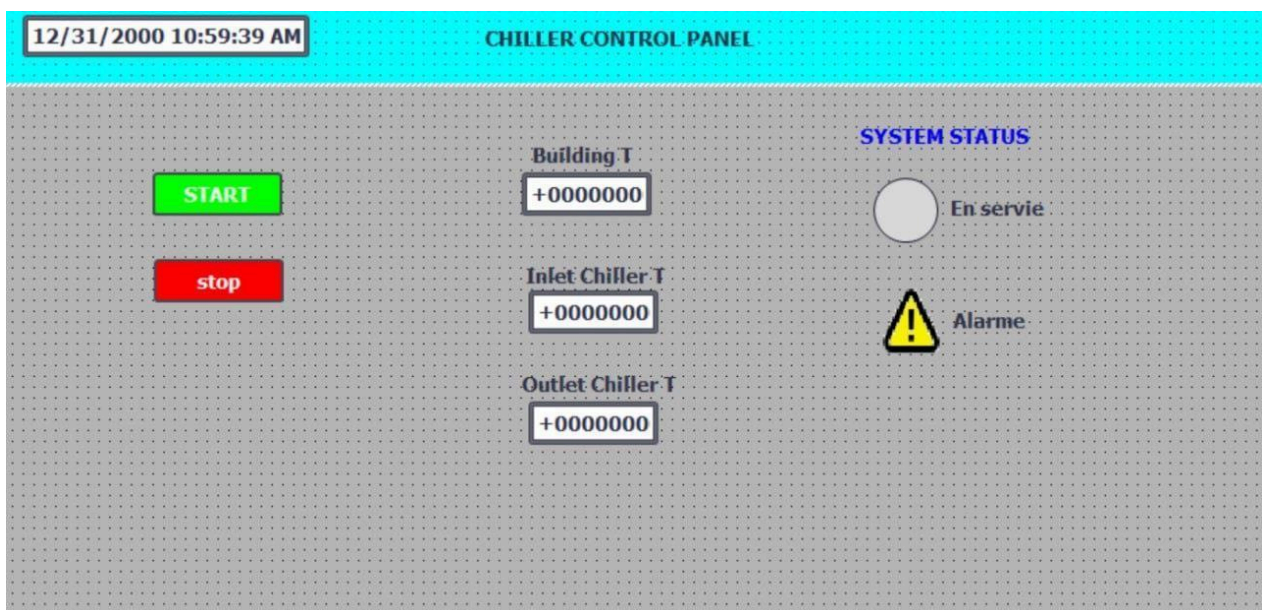 12/31/2000 10:59:39 AM
CHILLER CONTROL PANEL
SYSTEM STATUS
Building T
START
+0000000
En servie
stop
Inlet Chiller T
+0000000
Alarme
Outlet Chiller T
+0000000